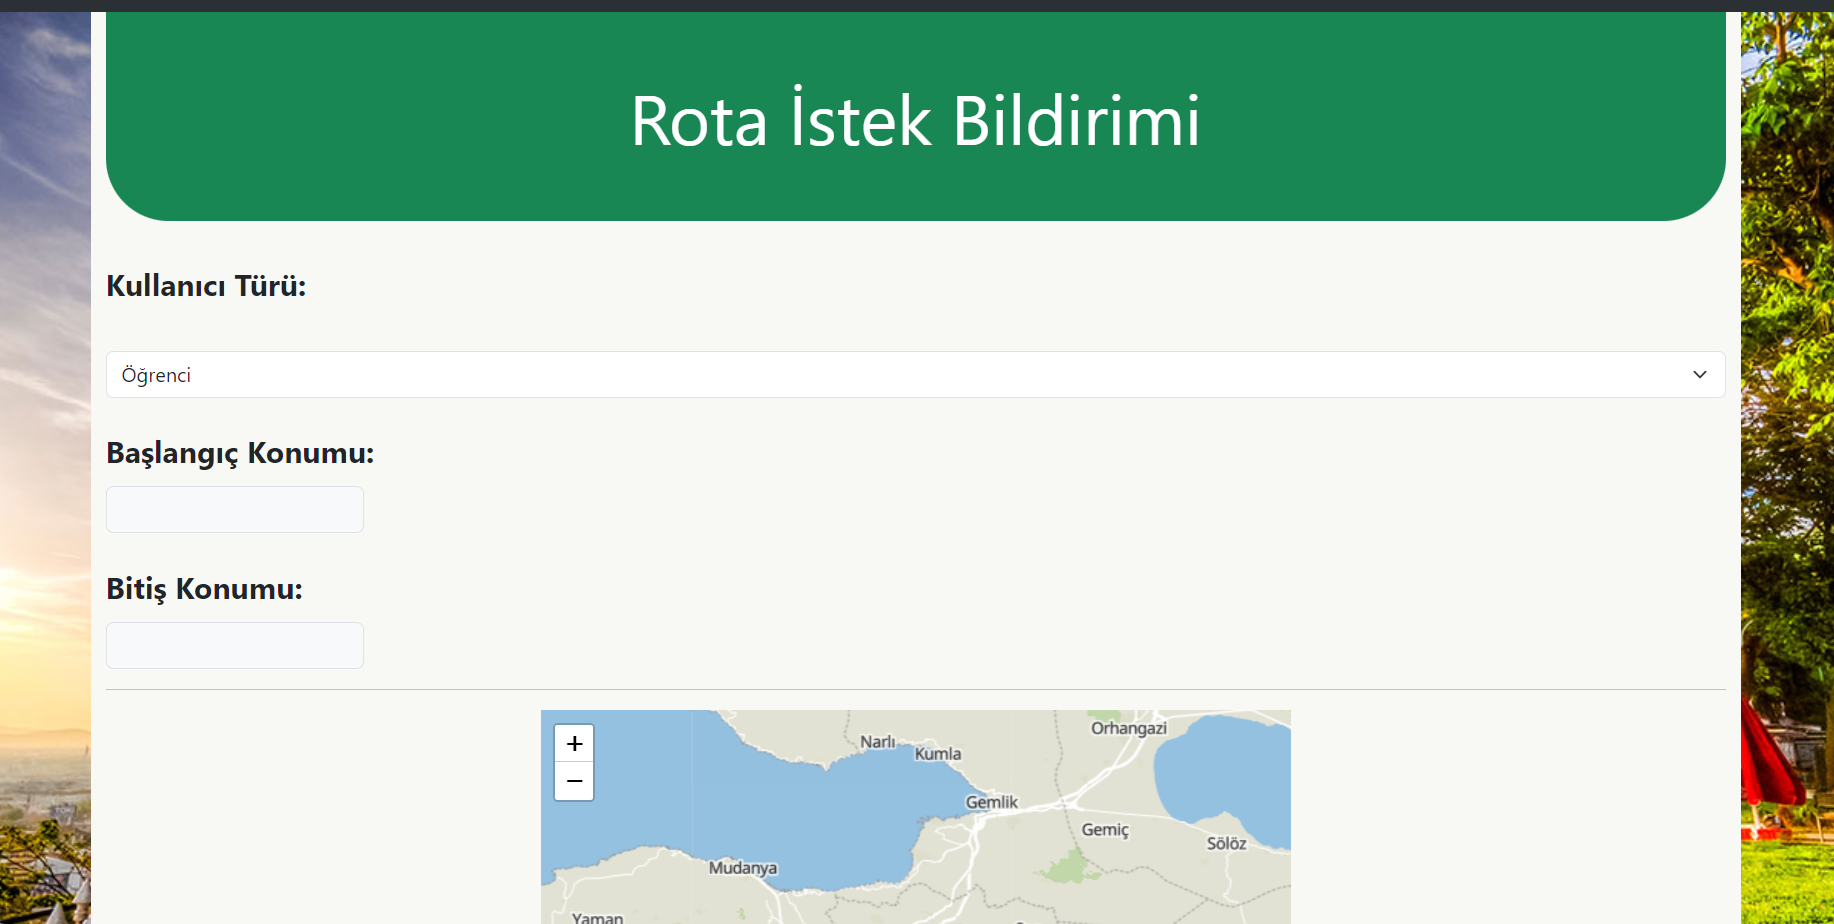 Rota İstek Bildirimi
Kullanıcı Türü:
Öğrenci
Başlangıç Konumu:
Bitiş Konumu:
+
−
Orhangazi
Narlı
Kumla
Gemlik
Gemiç
Sölöz
Mudanya
Yaman